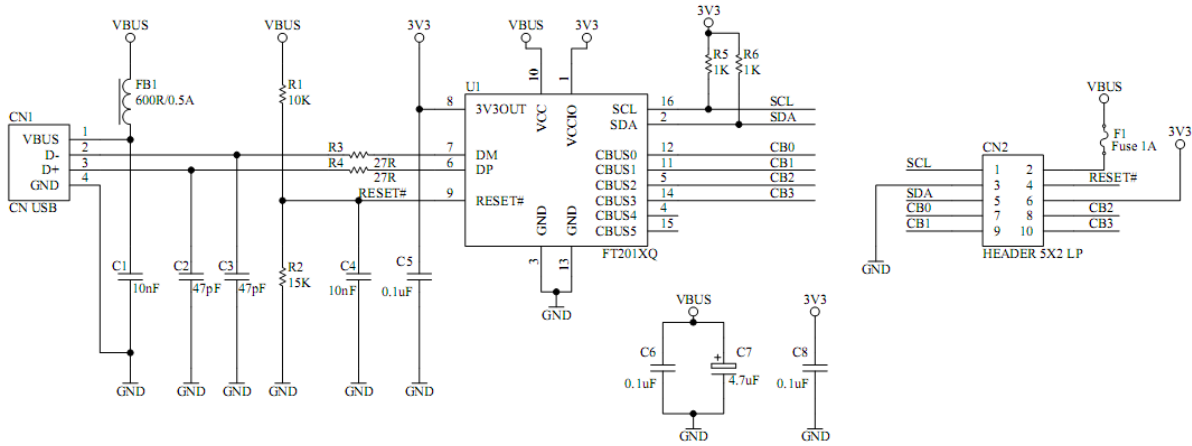 VBUS
VBUS
3V3
VBUS
3V3
3V3
FB1
600R/0.5A
R1
10K
R5
1K
R6
1K
VBUS
F1
Fuse 1A
3V3
CN1
VBUS 1
D- 2
D+ 3
GND 4
CN USB
U1
10
1
VCC
VCCIO
8 3V3OUT
7 DM
6 DP
9 RESET#
SCL 16 SCL
SDA 2 SDA
CBUS0 12 CB0
CBUS1 11 CB1
CBUS2 5 CB2
CBUS3 14 CB3
CBUS4 4
CBUS5 15
GND
GND
3
13
FT201XQ
GND
R3
27R
R4
27R
RESET#
CN2
SCL 1 2
3 4 RESET#
SDA 5 6
CB0 7 8 CB2
CB1 9 10 CB3
HEADER 5X2 LP
GND
C1
10nF
C2
47pF
C3
47pF
R2
15K
C4
10nF
C5
0.1uF
GND
GND
GND
GND
GND
GND
VBUS
3V3
C6
0.1uF
+
C7
4.7uF
C8
0.1uF
GND
GND